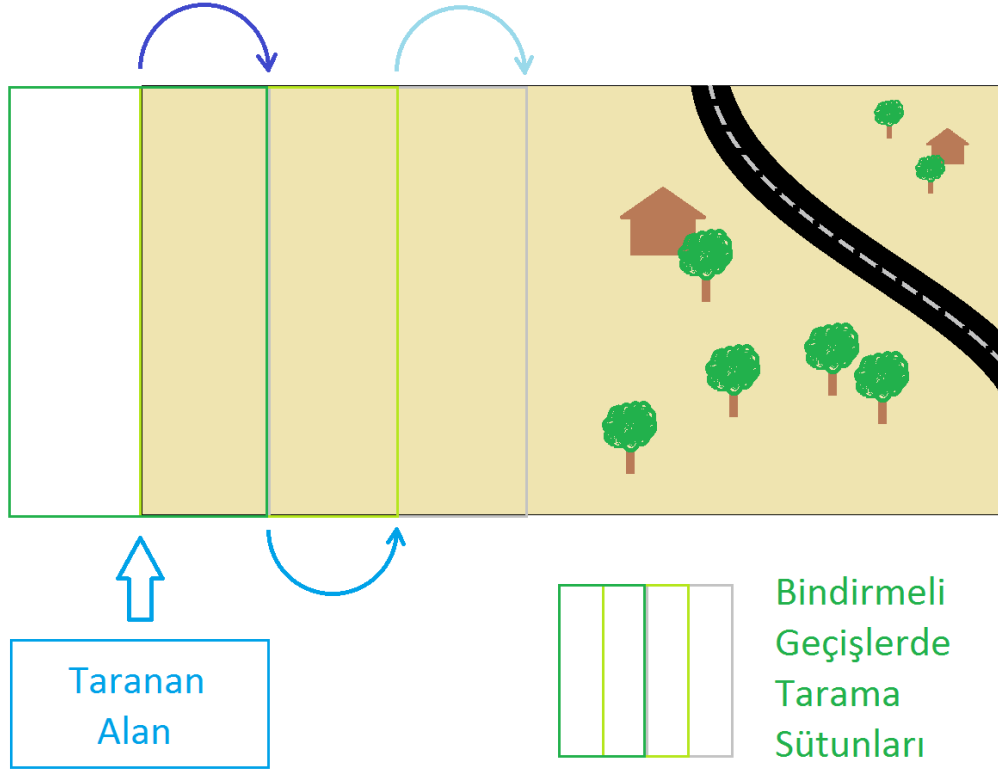 Taranan
Alan
Bindirmeli
Geçişlerde
Tarama
Sütunları